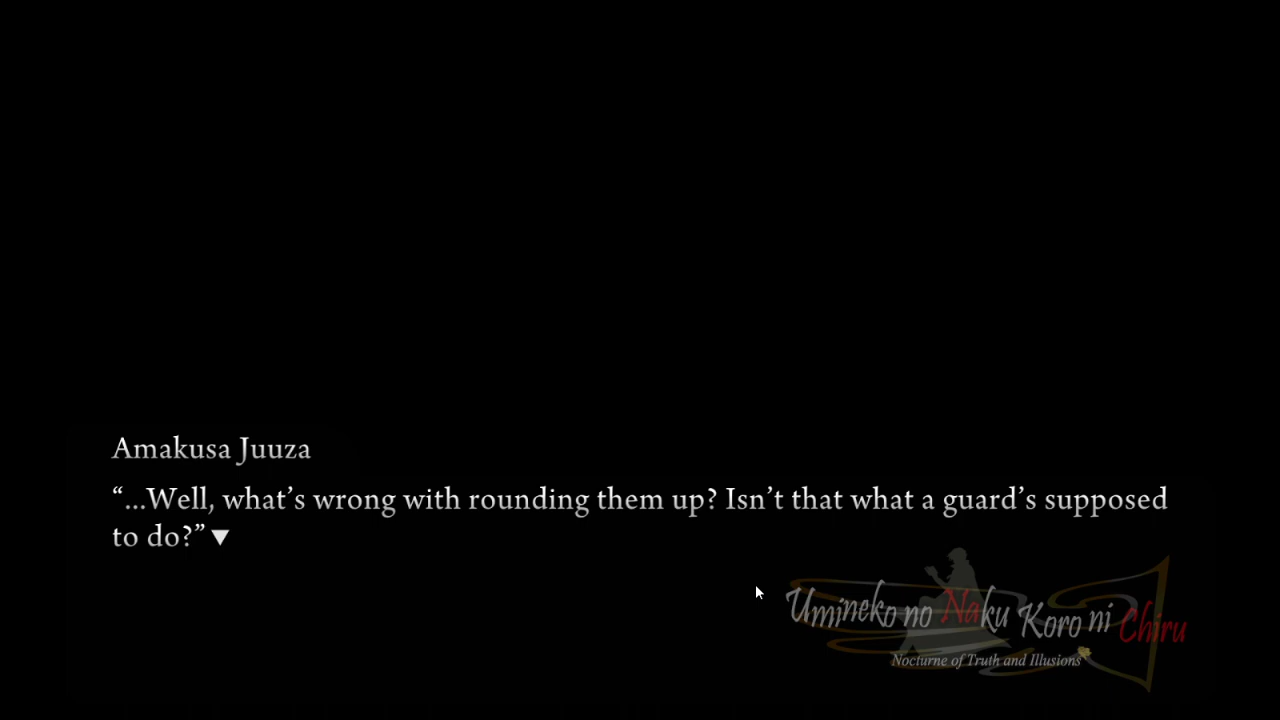 Amakusa Juuza
“...Well, what’s wrong with rounding them up? Isn’t that what a guard’s supposed
to do?”▼
Umineko no Naku Koro ni Chiru
Nocturne of Truth and Illusions